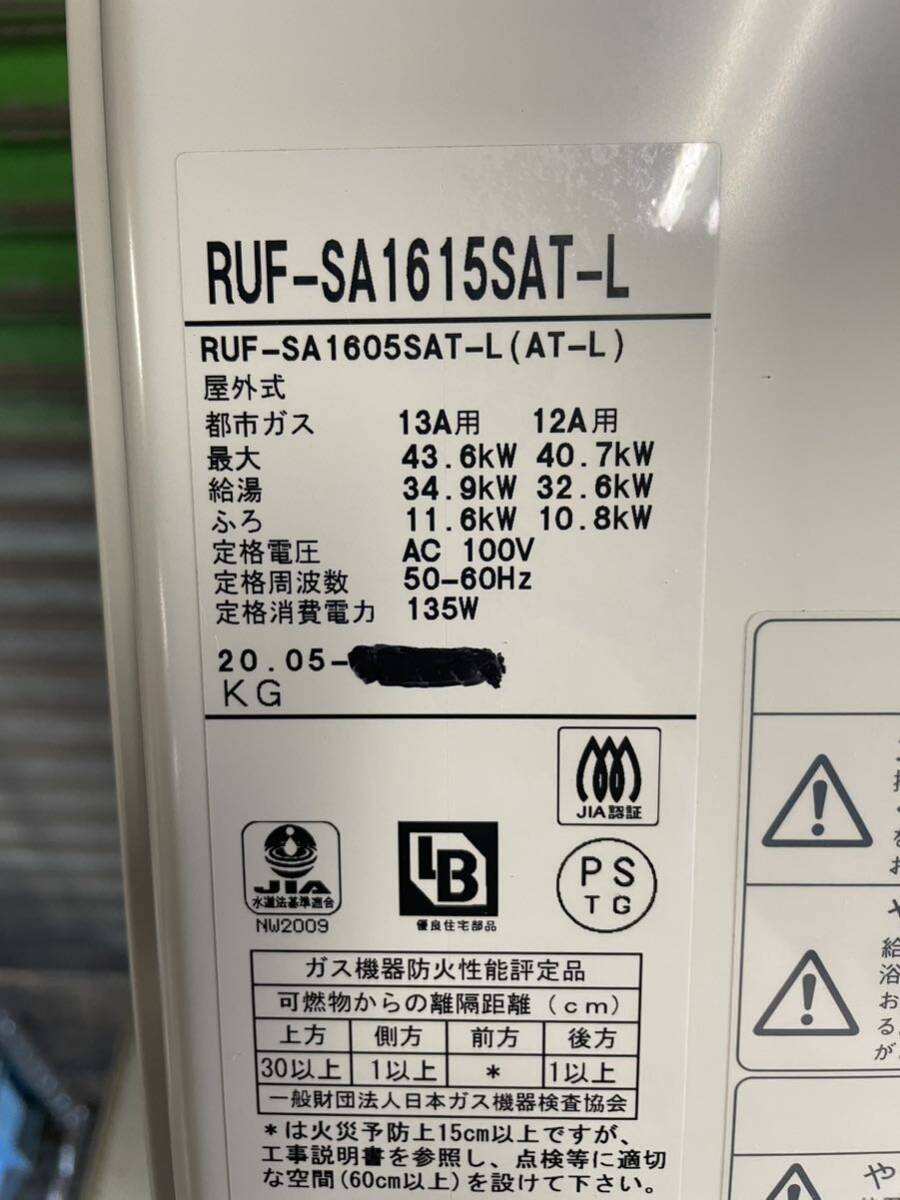 RUF-SA1615SAT-L
RUF-SA1605SAT-L(AT-L)
屋外式
都市ガス 13A用 12A用
最大 43.6kW 40.7kW
給湯 34.9kW 32.6kW
ふろ 11.6kW 10.8kW
定格電圧 AC 100V
定格周波数 50-60Hz
定格消費電力 135W
20.05-
KG
JIA認証
JIA
水道法基準適合
NW2009
LB
優良住宅部品
PS
TG
ガス機器防火性能評定品
可燃物からの離隔距離(cm)
上方 側方 前方 後方
30以上 1以上 * 1以上
一般財団法人日本ガス機器検査協会
*は火災予防上15cm以上ですが、
工事説明書を参照し、点検等に適切
な空間(60cm以上)を設けて下さい。
を
お
給
浴
お
る
が
や